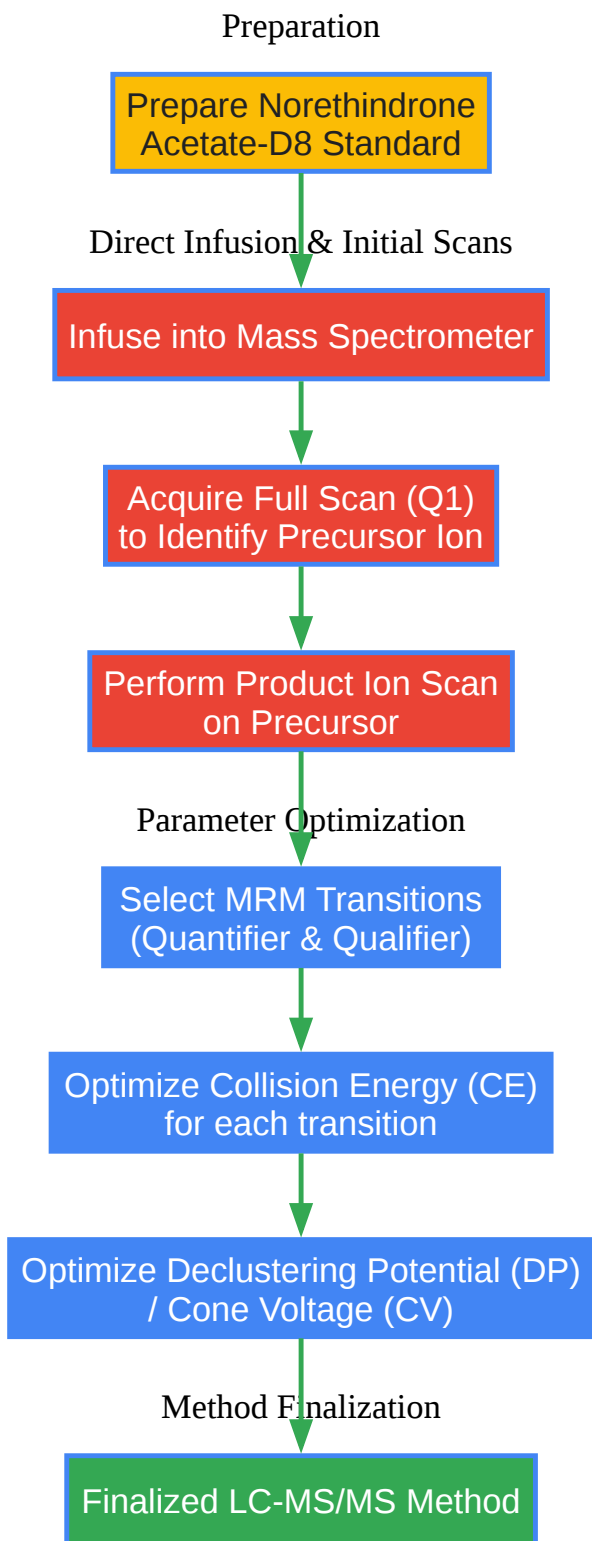 Preparation
Prepare Norethindrone
Acetate-D8 Standard
Direct Infusion & Initial Scans
Infuse into Mass Spectrometer
Acquire Full Scan (Q1)
to Identify Precursor Ion
Perform Product Ion Scan
on Precursor
Parameter Optimization
Select MRM Transitions
(Quantifier & Qualifier)
Optimize Collision Energy (CE)
for each transition
Optimize Declustering Potential (DP)
/ Cone Voltage (CV)
Method Finalization
Finalized LC-MS/MS Method